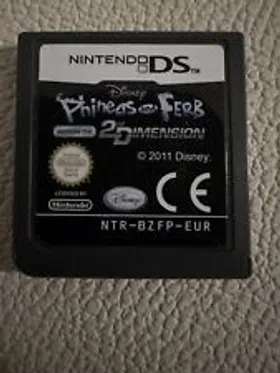 NINTENDO DS™
Disney
Phineas and FERB
ACROSS THE
2nd DIMENSION
© 2011 Disney.
LICENSED BY
Nintendo
Disney
CE
NTR-BZFP-EUR